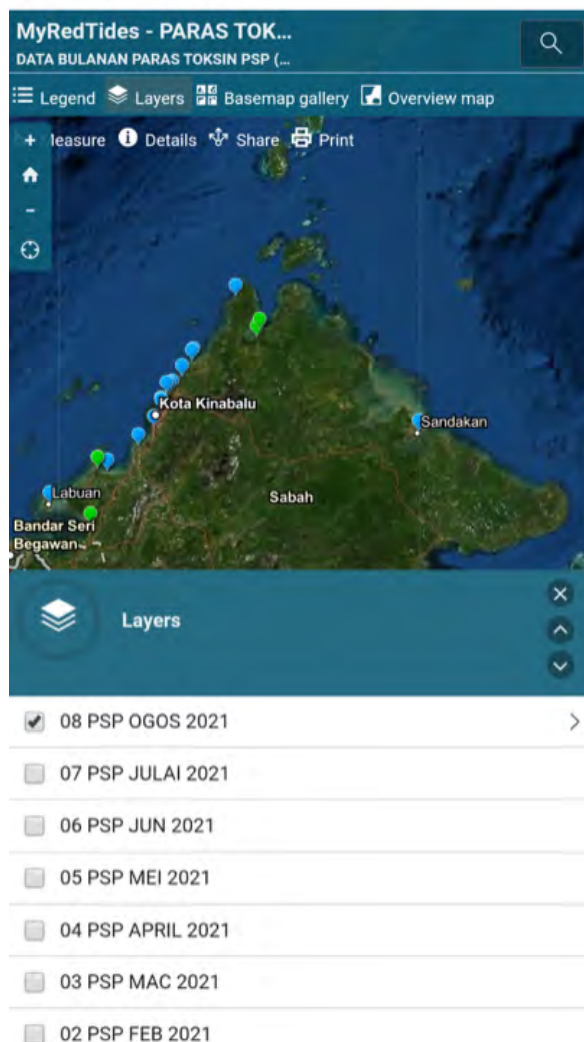 MyRedTides - PARAS TOK...
DATA BULANAN PARAS TOKSIN PSP (...
Legend Layers Basemap gallery Overview map
+ leasure Details Share Print
-
Kota Kinabalu
Sandakan
Labuan
Sabah
Bandar Seri
Begawan
Layers
08 PSP OGOS 2021
07 PSP JULAI 2021
06 PSP JUN 2021
05 PSP MEI 2021
04 PSP APRIL 2021
03 PSP MAC 2021
02 PSP FEB 2021